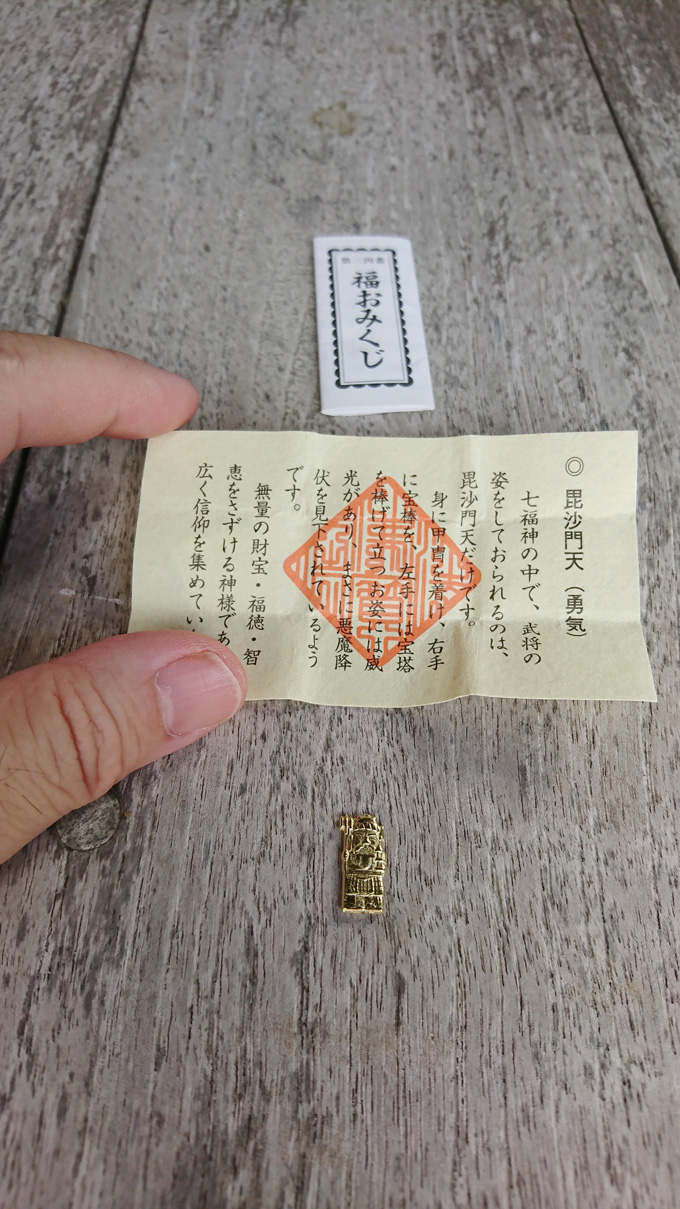 第三四番
福おみくじ
◎ 毘沙門天（勇気）
七福神の中で、武将の
姿をしておられるのは、
毘沙門天だけです。
身に甲冑を着け、右手
に宝棒を、左手には宝塔
を捧げて立つお姿には威
光があり、まさに悪魔降
伏を見下されているよう
です。
無量の財宝・福徳・智
恵をさずける神様であ
広く信仰を集めてい